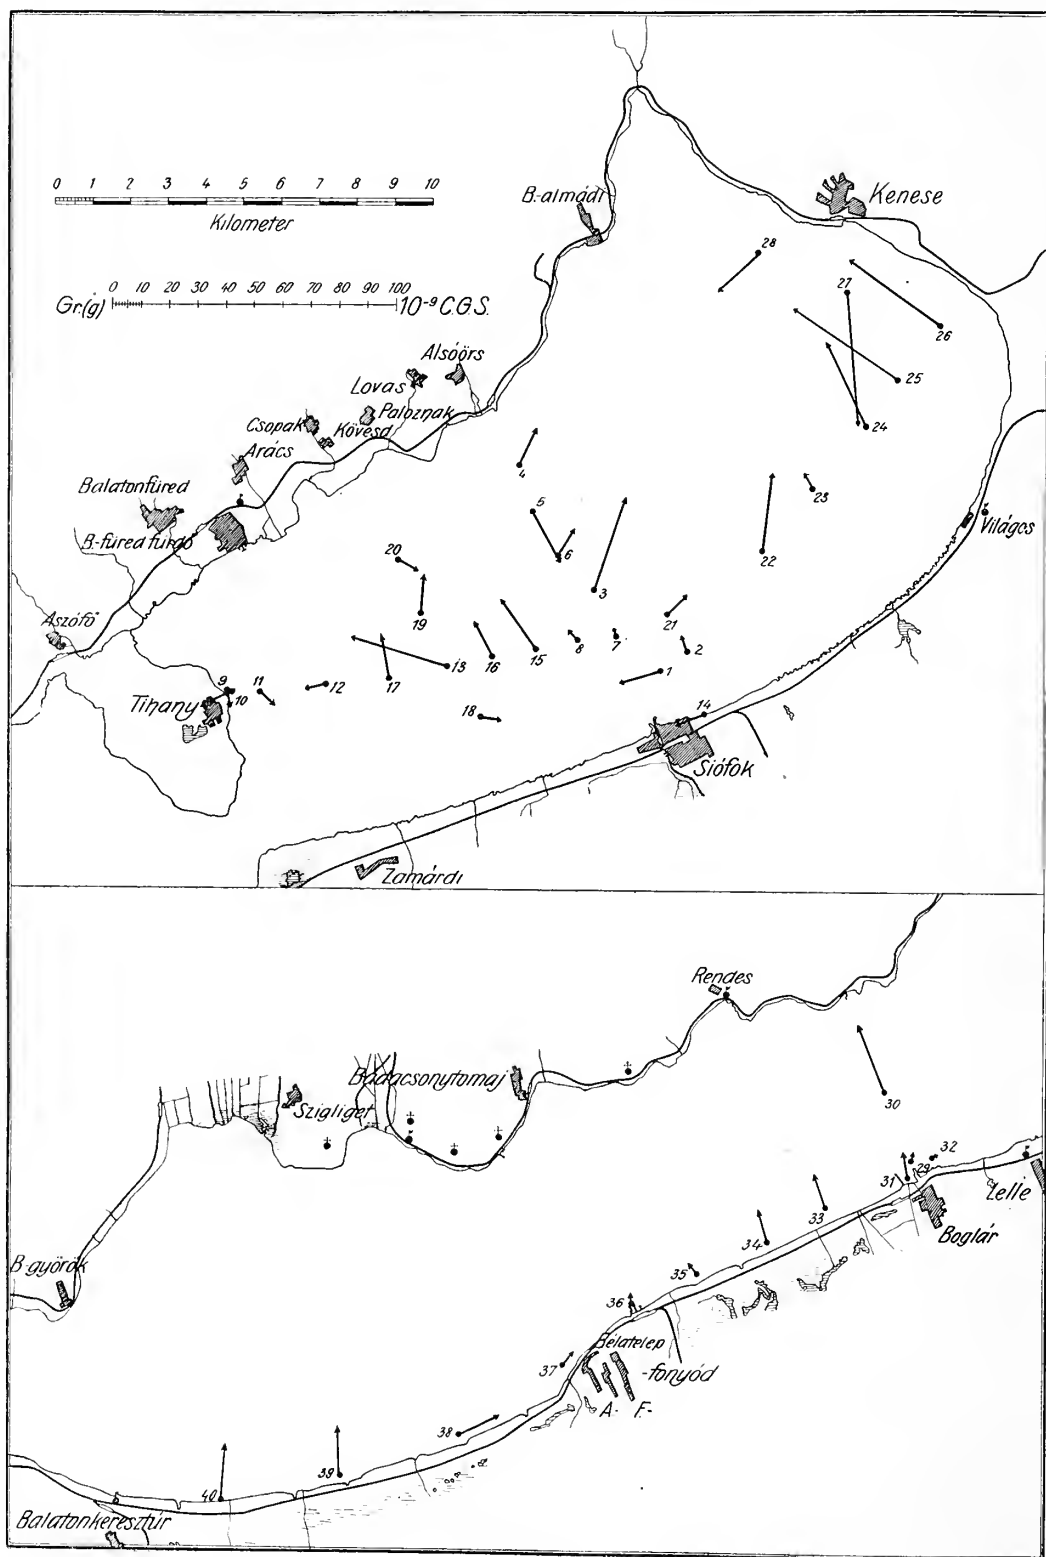 0 1 2 3 4 5 6 7 8 9 10
Kilometer
0 10 20 30 40 50 60 70 80 90 100
Gr.(ġ) 10⁻⁹ C.G.S.
B.-almádi
Kenese
28
27
26
25
24
Alsóörs
Lovas
Paloznak
Csopak
Kövesd
Arács
Balatonfüred
B.-füred fürdő
4
5
6
3
23
22
Világos
20
19
21
Aszófő
13
16
15
8
7
2
1
17
9
10
11
12
Tihany
18
14
Siófok
Zamárdi
Rendes
Badacsonytomaj
Szigliget
30
32
29
31
Lelle
33
34
Boglár
B-györök
35
36
37
Bélatelep
-fonyód
A- F.-
38
39
40
Balatonkeresztúr